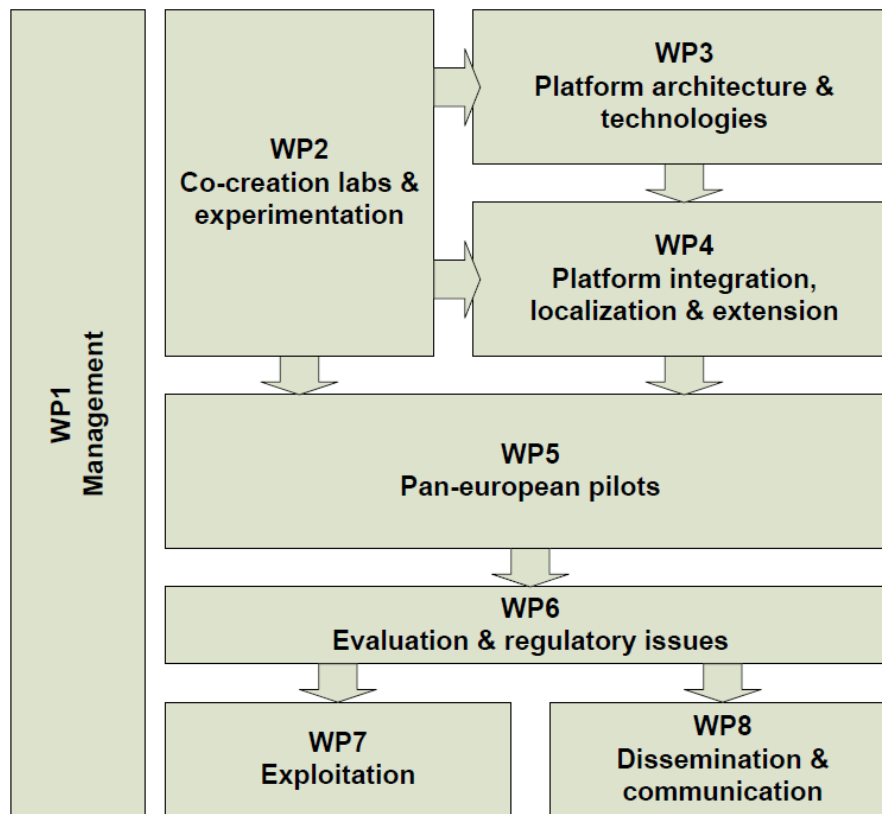 WP1
Management
WP2
Co-creation labs &
experimentation
WP3
Platform architecture &
technologies
WP4
Platform integration,
localization & extension
WP5
Pan-european pilots
WP6
Evaluation & regulatory issues
WP7
Exploitation
WP8
Dissemination &
communication